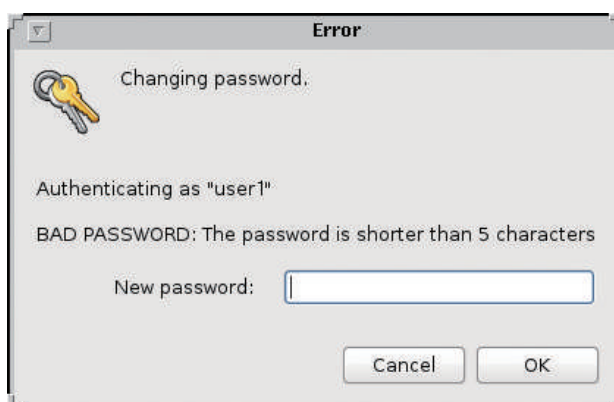 Error
Changing password.
Authenticating as "user1"
BAD PASSWORD: The password is shorter than 5 characters
New password:
Cancel OK